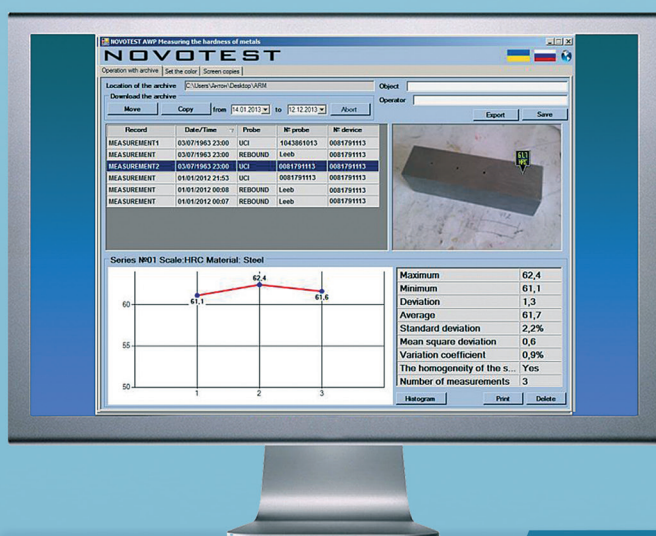 NOVOTEST AWP Measuring the hardness of metals
NOVOTEST
Operation with archive Set the color Screen copies
Location of the archive C:\Users\Arrow\Desktop\ARM Object
Download the archive Operator
Move Copy from 14.01.2013 to 12.12.2013 Abort Export Save
Record Date/Time Probe № probe № device
MEASUREMENT1 03/07/1963 23:00 UCI 1043861013 0081791113
MEASUREMENT 03/07/1963 23:00 REBOUND Leeb 0081791113
MEASUREMENT2 03/07/1963 23:00 UCI 0081791113 0081791113
MEASUREMENT 01/01/2012 21:53 UCI 0081791113 0081791113
MEASUREMENT 01/01/2012 00:08 REBOUND Leeb 0081791113
MEASUREMENT 01/01/2012 00:07 REBOUND Leeb 0081791113
61,7
HRC
Series №01 Scale:HRC Material: Steel
62,4
61,1
61,6
60
55
50
1 2 3
Maximum 62,4
Minimum 61,1
Deviation 1,3
Average 61,7
Standard deviation 2,2%
Mean square deviation 0,6
Variation coefficient 0,9%
The homogeneity of the s... Yes
Number of measurements 3
Histogram Print Delete